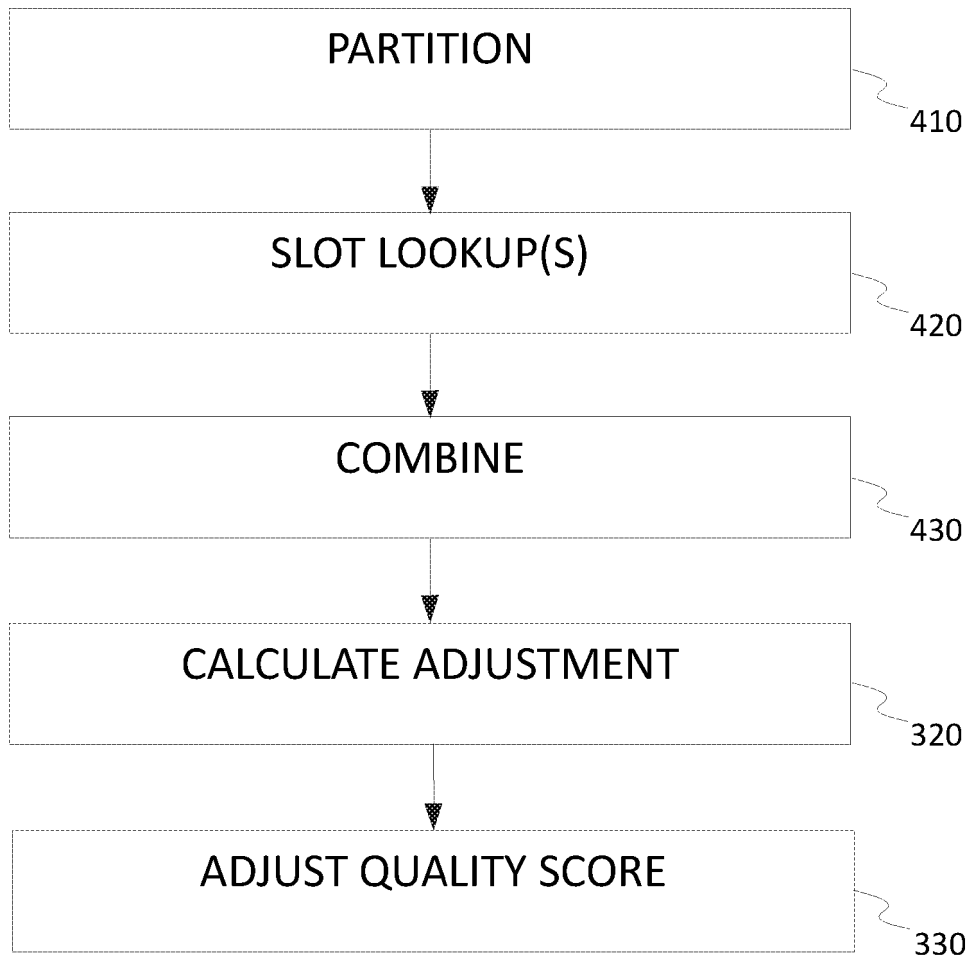 PARTITION
410
SLOT LOOKUP(S)
420
COMBINE
430
CALCULATE ADJUSTMENT
320
ADJUST QUALITY SCORE
330